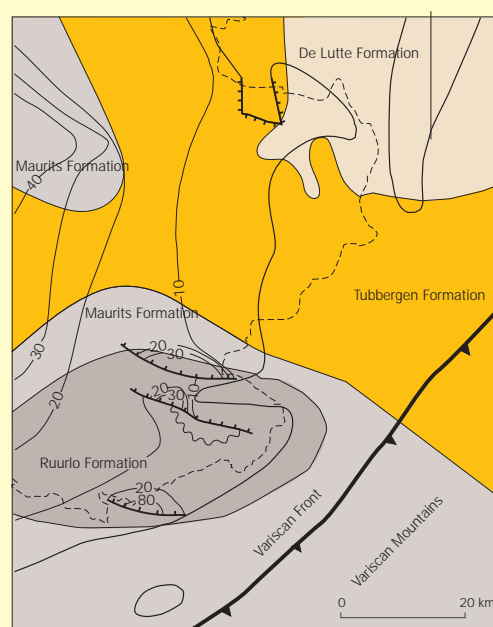 De Lutte Formation
Maurits Formation
40
10
Tubbergen Formation
Maurits Formation
30
20
20
30
20
30
10
Ruurlo Formation
20
80
Variscan Front
Variscan Mountains
0
20 km